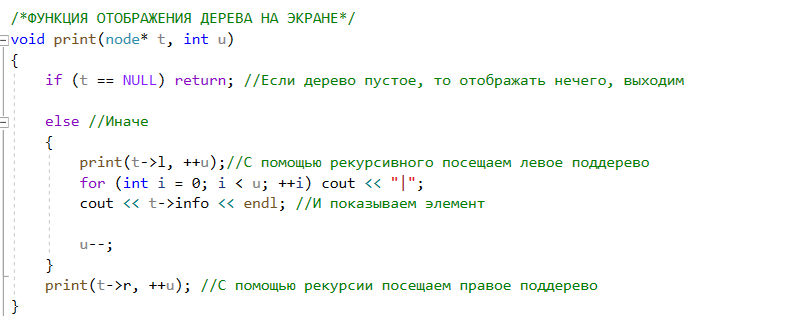 /*ФУНКЦИЯ ОТОБРАЖЕНИЯ ДЕРЕВА НА ЭКРАНЕ*/
void print(node* t, int u)
{
    if (t == NULL) return; //Если дерево пустое, то отображать нечего, выходим
    else //Иначе
    {
        print(t->l, ++u);//С помощью рекурсивного посещаем левое поддерево
        for (int i = 0; i < u; ++i) cout << "|";
        cout << t->info << endl; //И показываем элемент
        u--;
    }
    print(t->r, ++u); //С помощью рекурсии посещаем правое поддерево
}